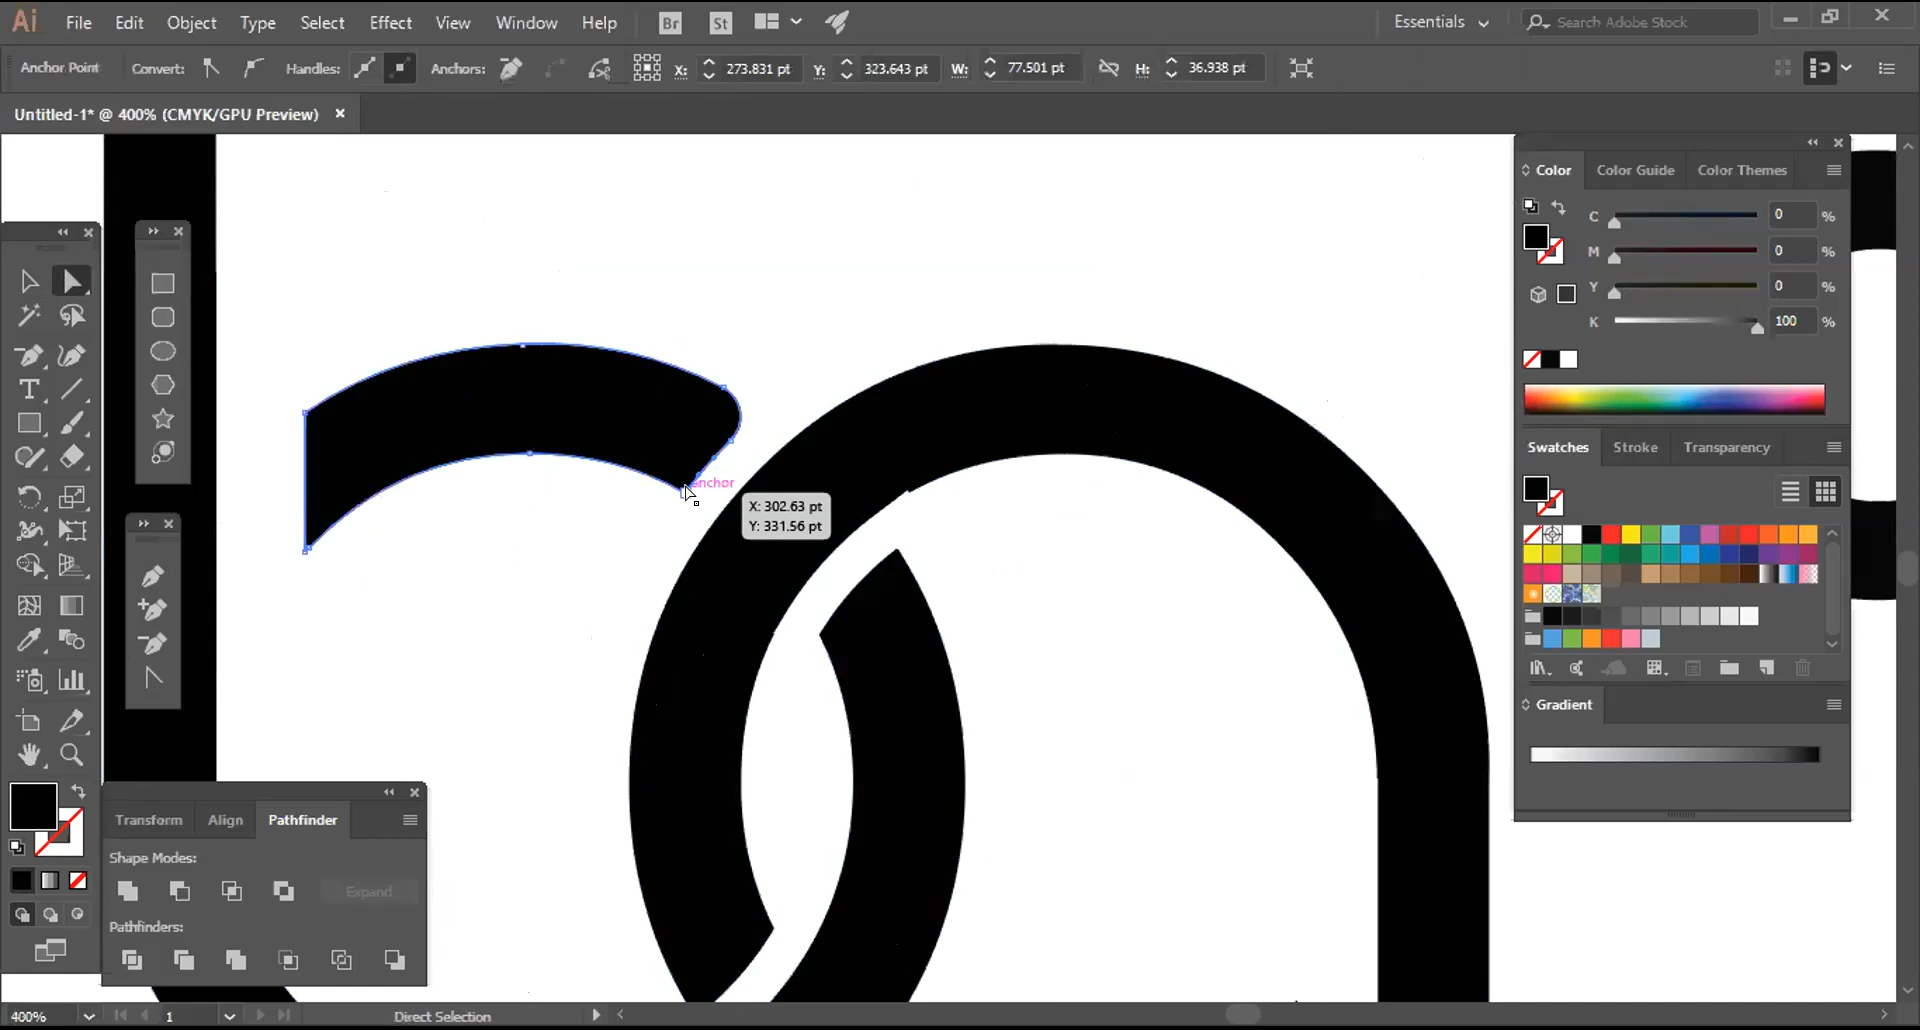 Ai File Edit Object Type Select Effect View Window Help Br St Essentials Search Adobe Stock
Anchor Point Convert: Handles: Anchors: X: 273.831 pt Y: 323.643 pt W: 77.501 pt H: 36.938 pt
Untitled-1* @ 400% (CMYK/GPU Preview)
Color Color Guide Color Themes
C 0 %
M 0 %
Y 0 %
K 100 %
Swatches Stroke Transparency
Gradient
anchor
X: 302.63 pt
Y: 331.56 pt
Transform Align Pathfinder
Shape Modes:
Expand
Pathfinders:
400% 1 Direct Selection